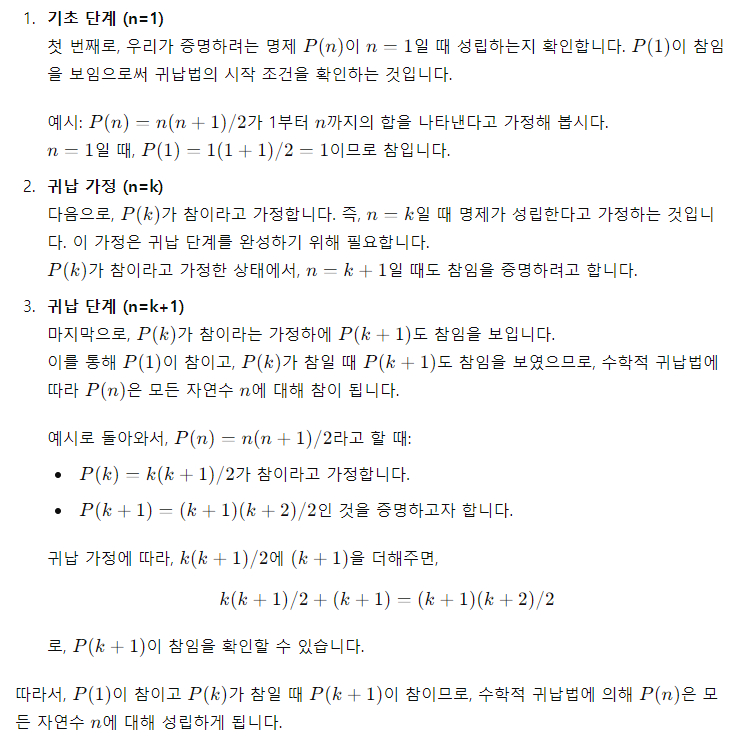 1. 기초 단계 (n=1)
첫 번째로, 우리가 증명하려는 명제 P(n)이 n = 1일 때 성립하는지 확인합니다. P(1)이 참임
을 보임으로써 귀납법의 시작 조건을 확인하는 것입니다.
예시: P(n) = n(n + 1)/2가 1부터 n까지의 합을 나타낸다고 가정해 봅시다.
n = 1일 때, P(1) = 1(1 + 1)/2 = 1이므로 참입니다.
2. 귀납 가정 (n=k)
다음으로, P(k)가 참이라고 가정합니다. 즉, n = k일 때 명제가 성립한다고 가정하는 것입니
다. 이 가정은 귀납 단계를 완성하기 위해 필요합니다.
P(k)가 참이라고 가정한 상태에서, n = k + 1일 때도 참임을 증명하려고 합니다.
3. 귀납 단계 (n=k+1)
마지막으로, P(k)가 참이라는 가정하에 P(k + 1)도 참임을 보입니다.
이를 통해 P(1)이 참이고, P(k)가 참일 때 P(k + 1)도 참임을 보였으므로, 수학적 귀납법에
따라 P(n)은 모든 자연수 n에 대해 참이 됩니다.
예시로 돌아와서, P(n) = n(n + 1)/2라고 할 때:
• P(k) = k(k + 1)/2가 참이라고 가정합니다.
• P(k + 1) = (k + 1)(k + 2)/2인 것을 증명하고자 합니다.
귀납 가정에 따라, k(k + 1)/2에 (k + 1)을 더해주면,
k(k + 1)/2 + (k + 1) = (k + 1)(k + 2)/2
로, P(k + 1)이 참임을 확인할 수 있습니다.
따라서, P(1)이 참이고 P(k)가 참일 때 P(k + 1)이 참이므로, 수학적 귀납법에 의해 P(n)은 모
든 자연수 n에 대해 성립하게 됩니다.